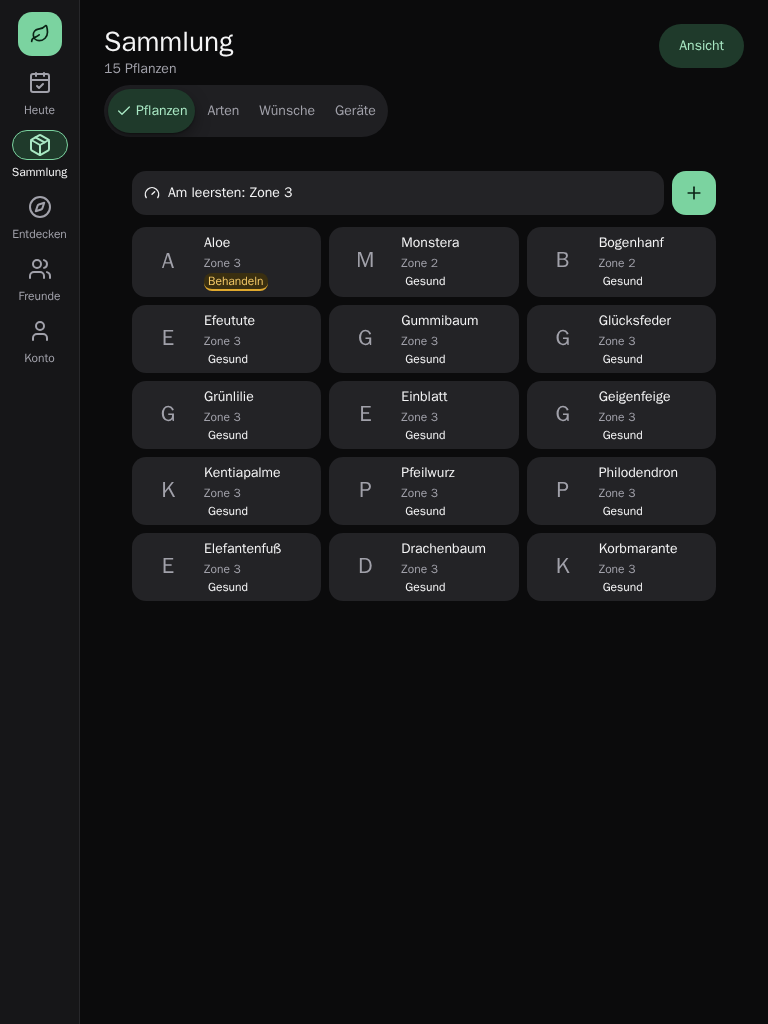 Sammlung
15 Pflanzen
Ansicht
Heute
Sammlung
Entdecken
Freunde
Konto
Pflanzen
Arten
Wünsche
Geräte
Am leersten: Zone 3
A
Aloe
Zone 3
Behandeln
M
Monstera
Zone 2
Gesund
B
Bogenhanf
Zone 2
Gesund
E
Efeutute
Zone 3
Gesund
G
Gummibaum
Zone 3
Gesund
G
Glücksfeder
Zone 3
Gesund
G
Grünlilie
Zone 3
Gesund
E
Einblatt
Zone 3
Gesund
G
Geigenfeige
Zone 3
Gesund
K
Kentiapalme
Zone 3
Gesund
P
Pfeilwurz
Zone 3
Gesund
P
Philodendron
Zone 3
Gesund
E
Elefantenfuß
Zone 3
Gesund
D
Drachenbaum
Zone 3
Gesund
K
Korbmarante
Zone 3
Gesund